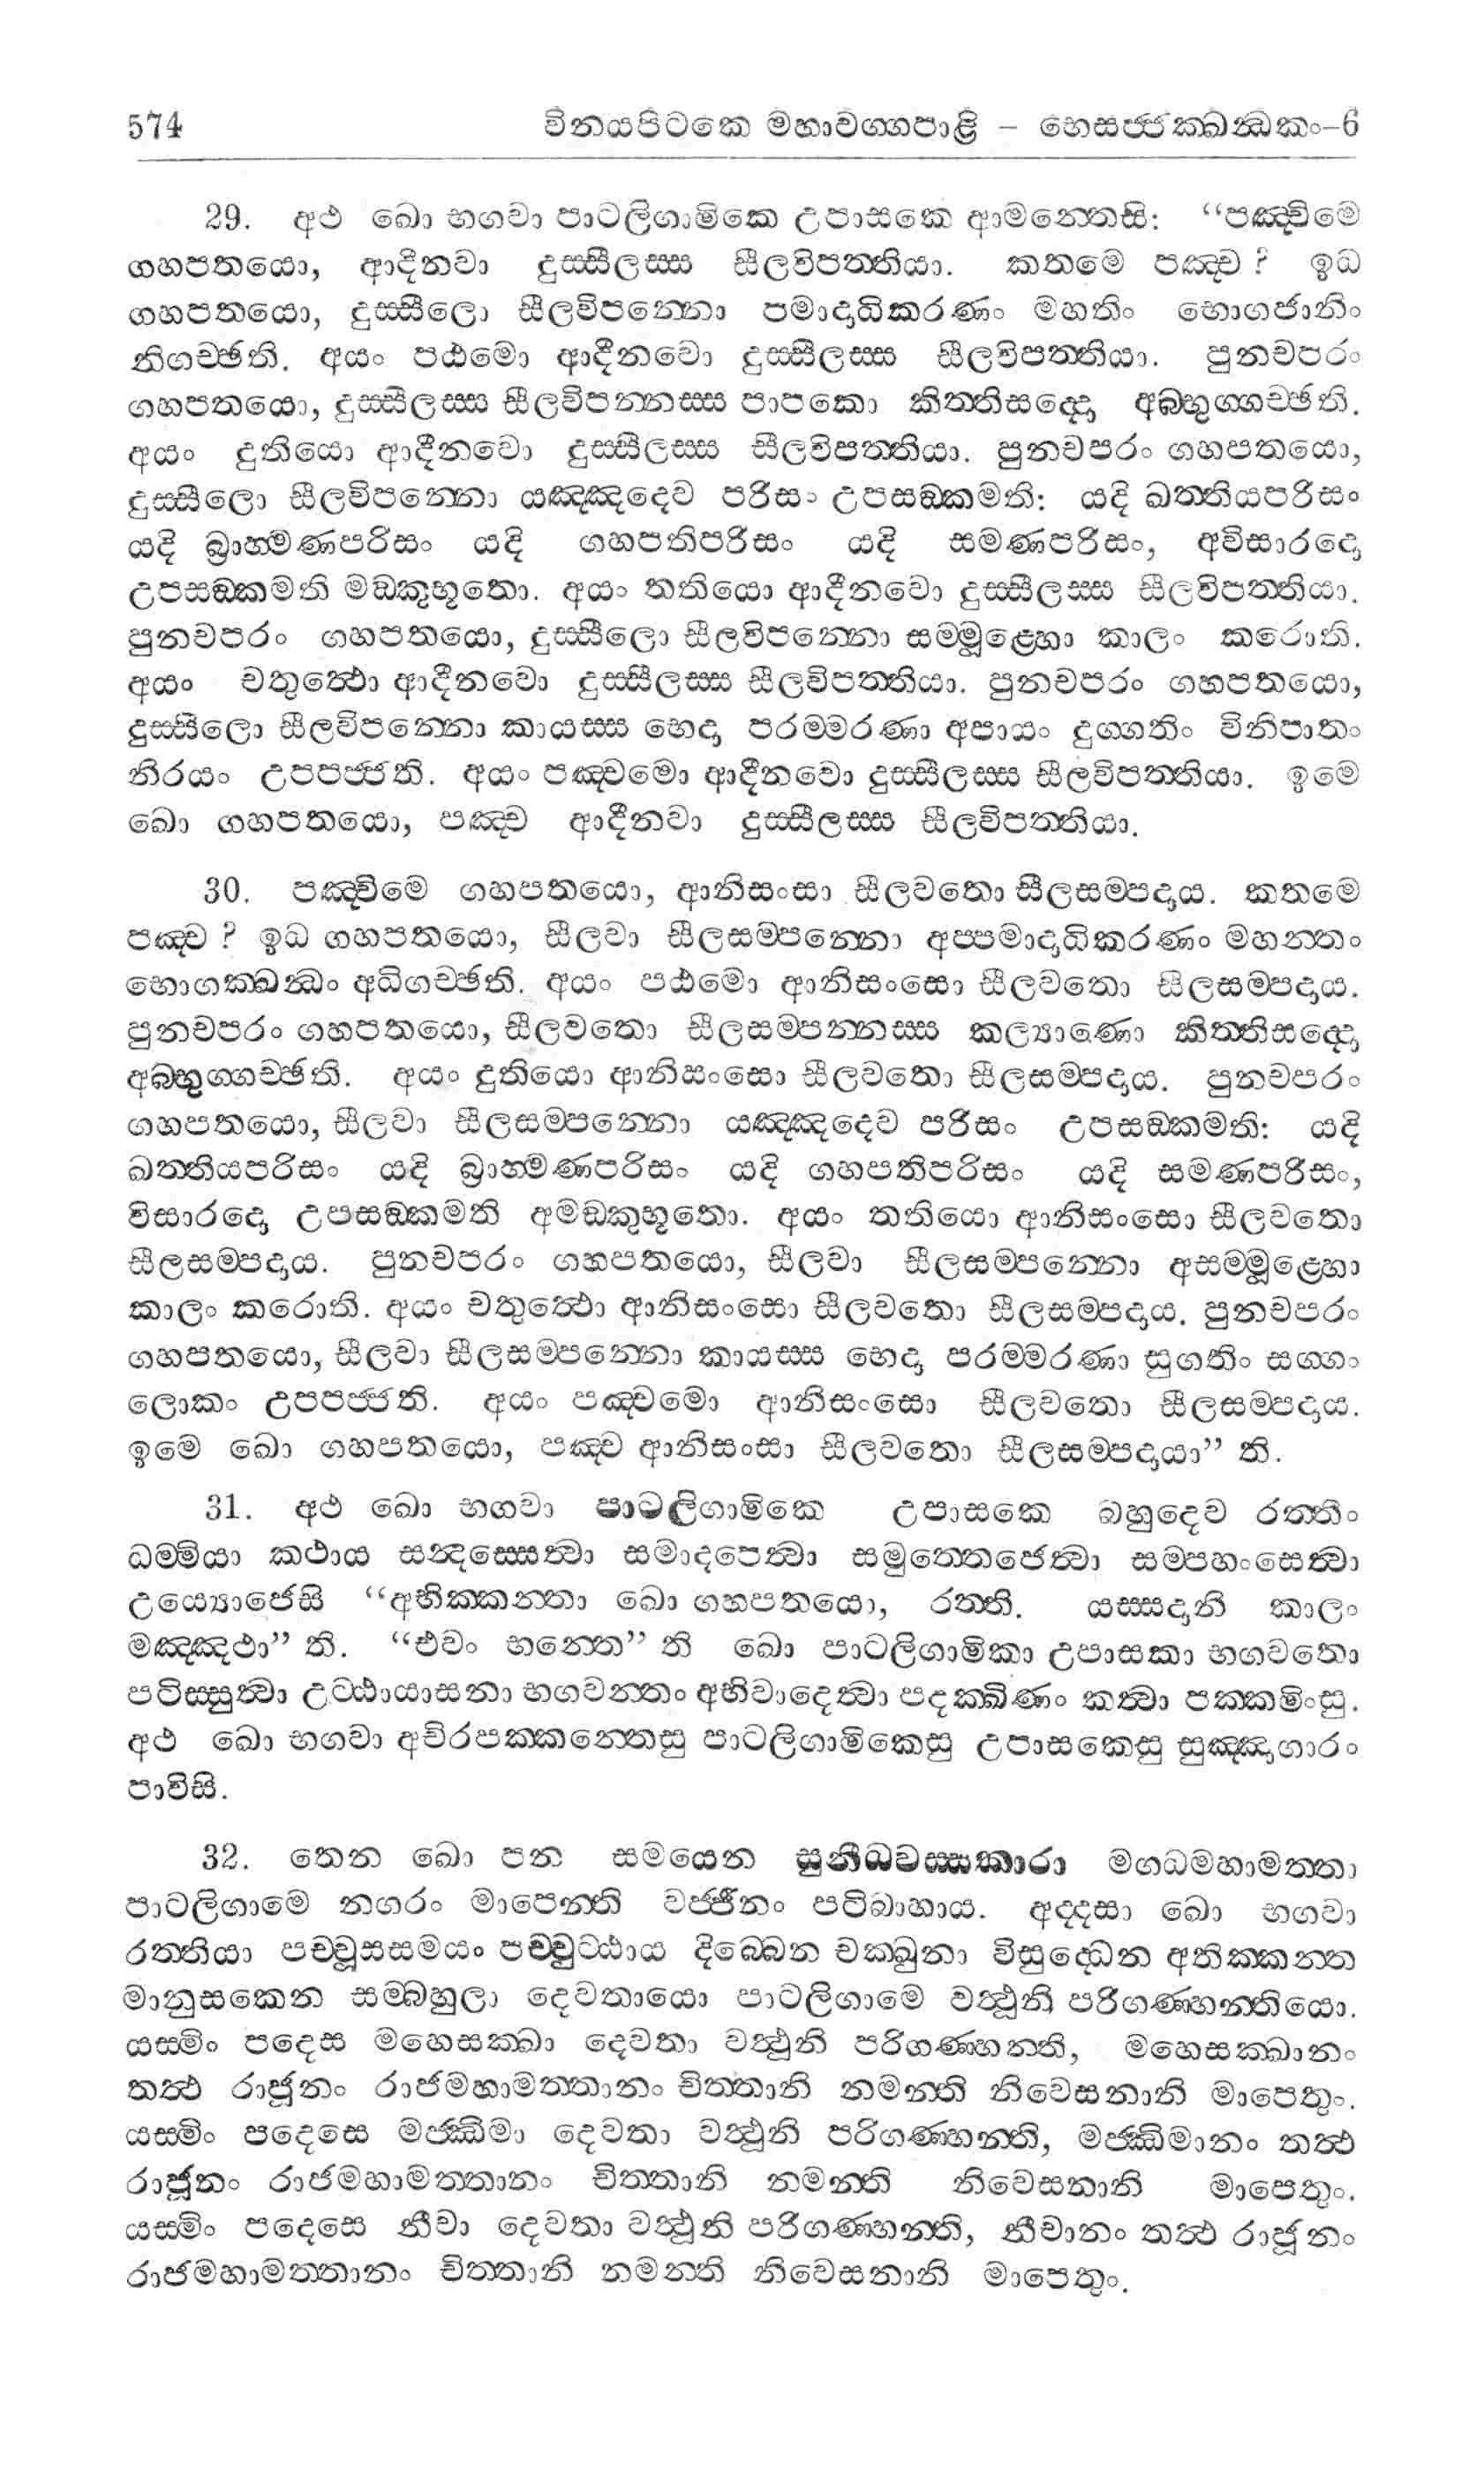 574 විනයපිටකෙ මහාවග්ගපාළි – භෙසජ්ජක්ඛන්ධකං–6
29. අථ ඛො භගවා පාටලිගාමිකෙ උපාසකෙ ආමන්තෙසි: “පඤ්චිමෙ
ගහපතයො, ආදීනවා දුස්සීලස්ස සීලවිපත්තියා. කතමෙ පඤ්ච? ඉධ
ගහපතයො, දුස්සීලො සීලවිපන්නො පමාදාධිකරණං මහතිං භොගජානිං
නිගච්ඡති. අයං පඨමො ආදීනවො දුස්සීලස්ස සීලවිපත්තියා. පුනචපරං
ගහපතයො, දුස්සීලස්ස සීලවිපන්නස්ස පාපකො කිත්තිසද්දො අබ්භුග්ගච්ඡති.
අයං දුතියො ආදීනවො දුස්සීලස්ස සීලවිපත්තියා. පුනචපරං ගහපතයො,
දුස්සීලො සීලවිපන්නො යඤ්ඤදෙව පරිසං උපසඞ්කමති: යදි ඛත්තියපරිසං
යදි බ්‍රාහ්මණපරිසං යදි ගහපතිපරිසං යදි සමණපරිසං, අවිසාරදො
උපසඞ්කමති මඞ්කුභූතො. අයං තතියො ආදීනවො දුස්සීලස්ස සීලවිපත්තියා.
පුනචපරං ගහපතයො, දුස්සීලො සීලවිපන්නො සම්මූළ්හො කාලං කරොති.
අයං චතුත්ථො ආදීනවො දුස්සීලස්ස සීලවිපත්තියා. පුනචපරං ගහපතයො,
දුස්සීලො සීලවිපන්නො කායස්ස භෙදා පරම්මරණා අපායං දුග්ගතිං විනිපාතං
නිරයං උපපජ්ජති. අයං පඤ්චමො ආදීනවො දුස්සීලස්ස සීලවිපත්තියා. ඉමෙ
ඛො ගහපතයො, පඤ්ච ආදීනවා දුස්සීලස්ස සීලවිපත්තියා.
30. පඤ්චිමෙ ගහපතයො, ආනිසංසා සීලවතො සීලසම්පදාය. කතමෙ
පඤ්ච? ඉධ ගහපතයො, සීලවා සීලසම්පන්නො අප්පමාදාධිකරණං මහන්තං
භොගක්ඛන්ධං අධිගච්ඡති. අයං පඨමො ආනිසංසො සීලවතො සීලසම්පදාය.
පුනචපරං ගහපතයො, සීලවතො සීලසම්පන්නස්ස කල්‍යාණො කිත්තිසද්දො
අබ්භුග්ගච්ඡති. අයං දුතියො ආනිසංසො සීලවතො සීලසම්පදාය. පුනචපරං
ගහපතයො, සීලවා සීලසම්පන්නො යඤ්ඤදෙව පරිසං උපසඞ්කමති: යදි
ඛත්තියපරිසං යදි බ්‍රාහ්මණපරිසං යදි ගහපතිපරිසං යදි සමණපරිසං,
විසාරදො උපසඞ්කමති අමඞ්කුභූතො. අයං තතියො ආනිසංසො සීලවතො
සීලසම්පදාය. පුනචපරං ගහපතයො, සීලවා සීලසම්පන්නො අසම්මූළ්හො
කාලං කරොති. අයං චතුත්ථො ආනිසංසො සීලවතො සීලසම්පදාය. පුනචපරං
ගහපතයො, සීලවා සීලසම්පන්නො කායස්ස භෙදා පරම්මරණා සුගතිං සග්ගං
ලොකං උපපජ්ජති. අයං පඤ්චමො ආනිසංසො සීලවතො සීලසම්පදාය.
ඉමෙ ඛො ගහපතයො, පඤ්ච ආනිසංසා සීලවතො සීලසම්පදායා” ති.
31. අථ ඛො භගවා පාටලිගාමිකෙ උපාසකෙ බහුදෙව රත්තිං
ධම්මියා කථාය සන්දස්සෙත්වා සමාදපෙත්වා සමුත්තෙජෙත්වා සම්පහංසෙත්වා
උය්‍යොජෙසි “අභික්කන්තා ඛො ගහපතයො, රත්ති. යස්සදානි කාලං
මඤ්ඤථා” ති. “එවං භන්තෙ” ති ඛො පාටලිගාමිකා උපාසකා භගවතො
පටිස්සුත්වා උට්ඨායාසනා භගවන්තං අභිවාදෙත්වා පදක්ඛිණං කත්වා පක්කමිංසු.
අථ ඛො භගවා අචිරපක්කන්තෙසු පාටලිගාමිකෙසු උපාසකෙසු සුඤ්ඤාගාරං
පාවිසි.
32. තෙන ඛො පන සමයෙන සුනීධවස්සකාරා මගධමහාමත්තා
පාටලිගාමෙ නගරං මාපෙන්ති වජ්ජීනං පටිබාහාය. අද්දසා ඛො භගවා
රත්තියා පච්චූසසමයං පච්චුට්ඨාය දිබ්බෙන චක්ඛුනා විසුද්ධෙන අතික්කන්ත
මානුසකෙන සම්බහුලා දෙවතායො පාටලිගාමෙ වත්ථූනි පරිගණ්හන්තියො.
යස්මිං පදෙස මහෙසක්ඛා දෙවතා වත්ථූනි පරිගණ්හන්ති, මහෙසක්ඛානං
තත්ථ රාජූනං රාජමහාමත්තානං චිත්තානි නමන්ති නිවෙසනානි මාපෙතුං.
යස්මිං පදෙසෙ මජ්ඣිමා දෙවතා වත්ථූනි පරිගණ්හන්ති, මජ්ඣිමානං තත්ථ
රාජූනං රාජමහාමත්තානං චිත්තානි නමන්ති නිවෙසනානි මාපෙතුං.
යස්මිං පදෙසෙ නීචා දෙවතා වත්ථූනි පරිගණ්හන්ති, නීචානං තත්ථ රාජූනං
රාජමහාමත්තානං චිත්තානි නමන්ති නිවෙසනානි මාපෙතුං.